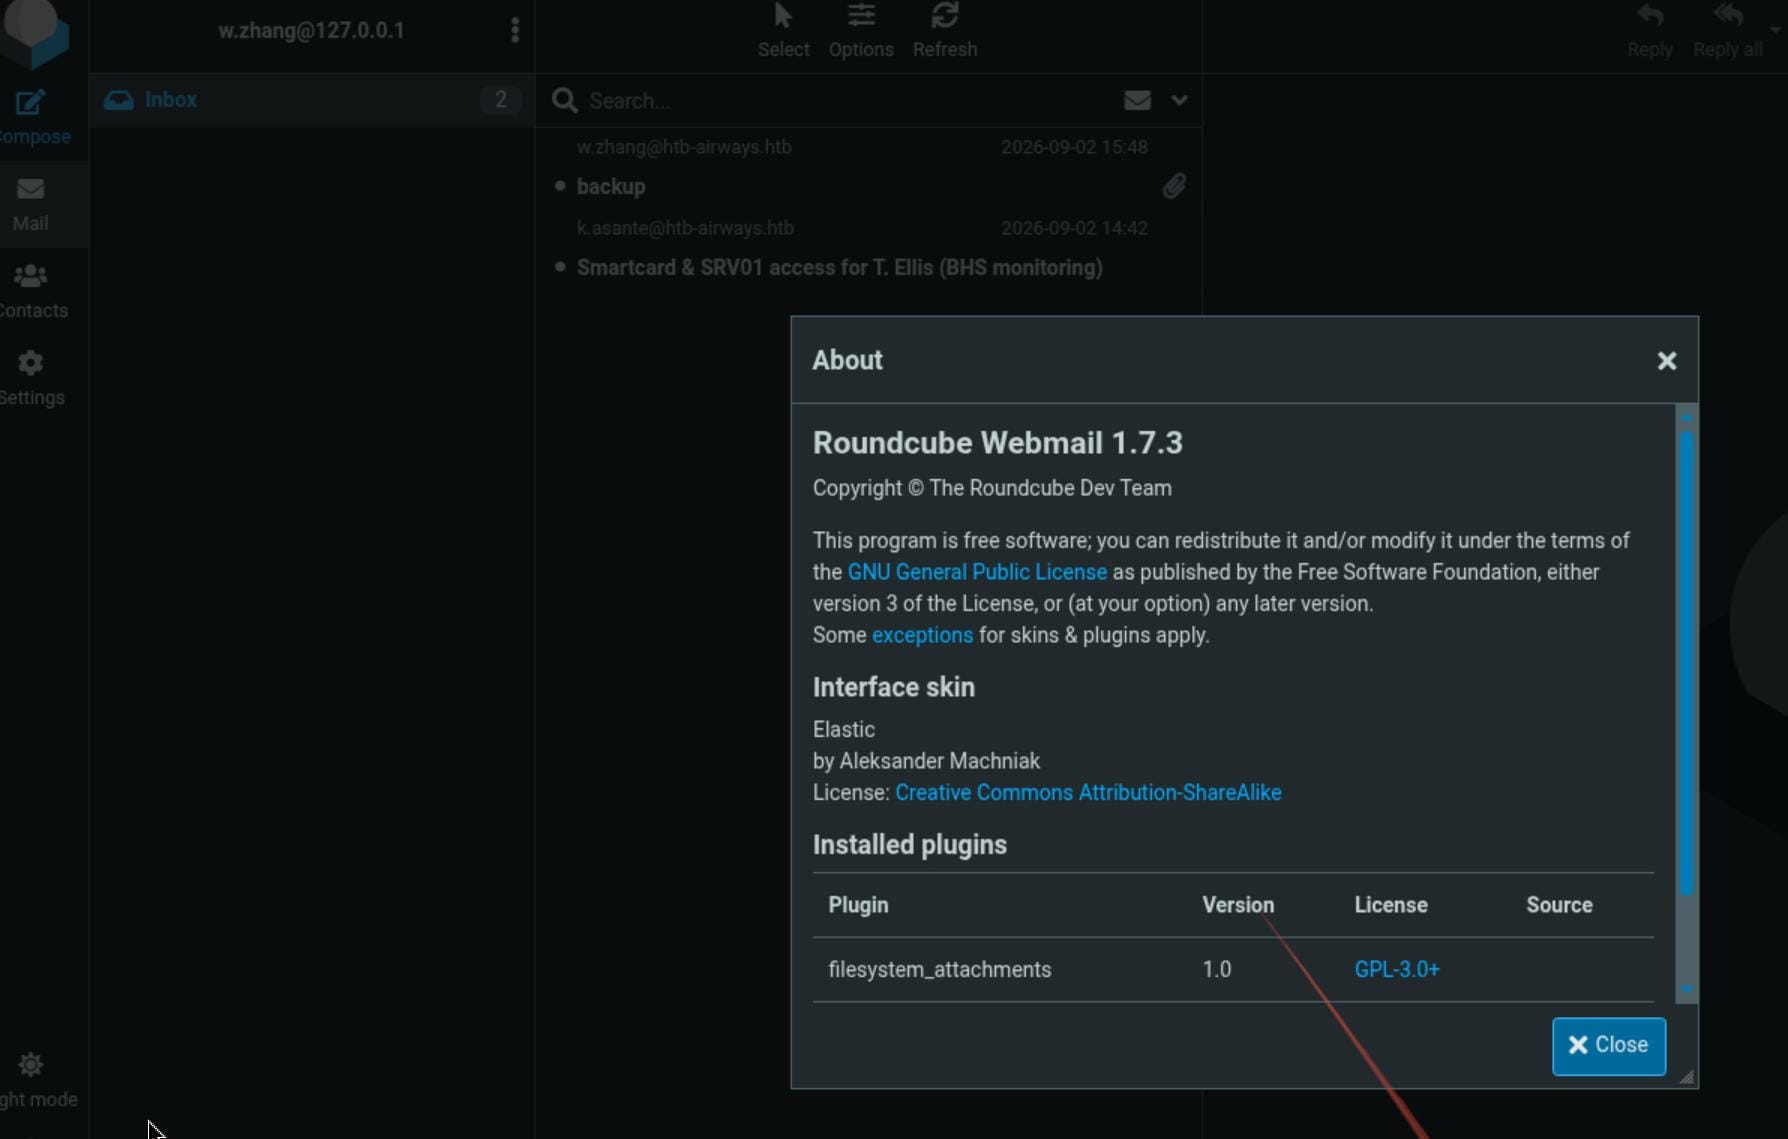 w.zhang@127.0.0.1
Select
Options
Refresh
Reply
Reply all
Compose
Mail
Contacts
Settings
ght mode
Inbox
2
Search...
w.zhang@htb-airways.htb 2026-09-02 15:48
backup
k.asante@htb-airways.htb 2026-09-02 14:42
Smartcard & SRV01 access for T. Ellis (BHS monitoring)
About
Roundcube Webmail 1.7.3
Copyright © The Roundcube Dev Team
This program is free software; you can redistribute it and/or modify it under the terms of
the GNU General Public License as published by the Free Software Foundation, either
version 3 of the License, or (at your option) any later version.
Some exceptions for skins & plugins apply.
Interface skin
Elastic
by Aleksander Machniak
License: Creative Commons Attribution-ShareAlike
Installed plugins
Plugin Version License Source
filesystem_attachments 1.0 GPL-3.0+
Close